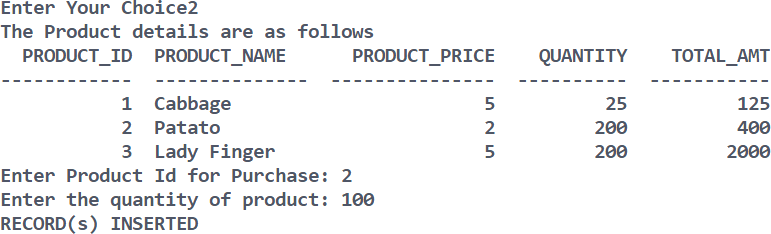 Enter Your Choice2
The Product details are as follows
  PRODUCT_ID  PRODUCT_NAME      PRODUCT_PRICE    QUANTITY    TOTAL_AMT
------------  --------------  ---------------  ----------  -----------
           1  Cabbage                       5          25          125
           2  Patato                        2         200          400
           3  Lady Finger                   5         200         2000
Enter Product Id for Purchase: 2
Enter the quantity of product: 100
RECORD(s) INSERTED